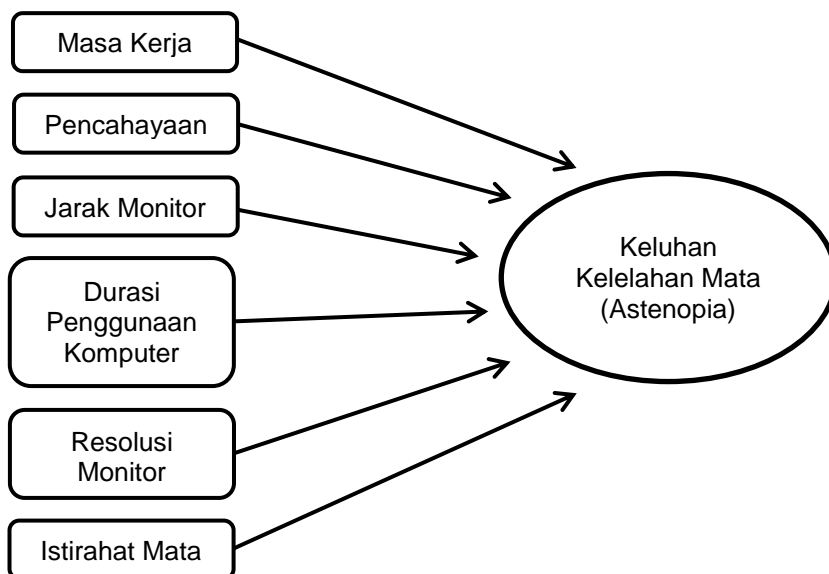 Masa Kerja
Pencahayaan
Jarak Monitor
Durasi
Penggunaan
Komputer
Resolusi
Monitor
Istirahat Mata
Keluhan
Kelelahan Mata
(Astenopia)